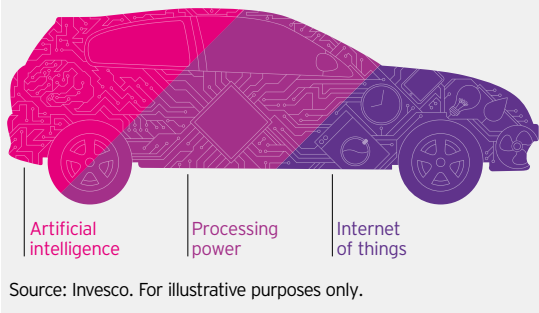 Artificial
intelligence
Processing
power
Internet
of things
Source: Invesco. For illustrative purposes only.